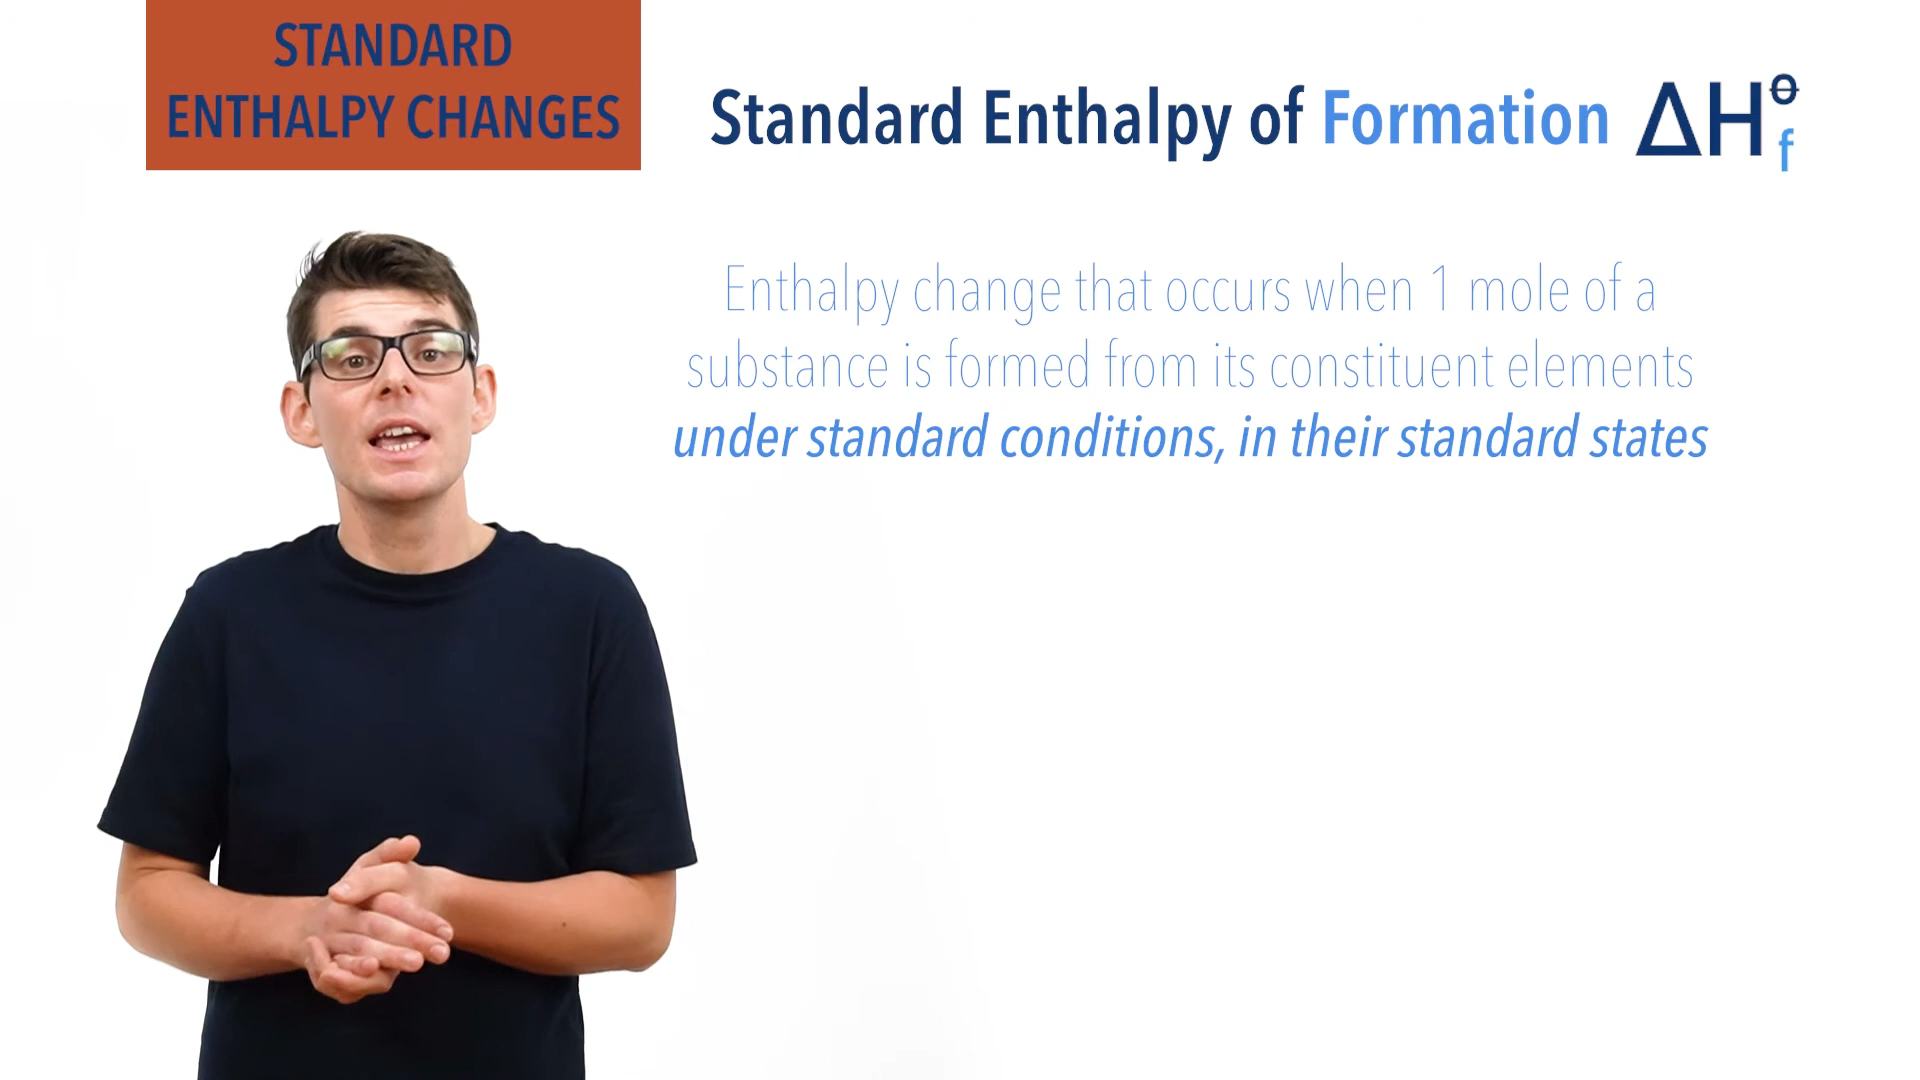 STANDARD
ENTHALPY CHANGES
Standard Enthalpy of Formation ΔH⦵f
Enthalpy change that occurs when 1 mole of a
substance is formed from its constituent elements
under standard conditions, in their standard states